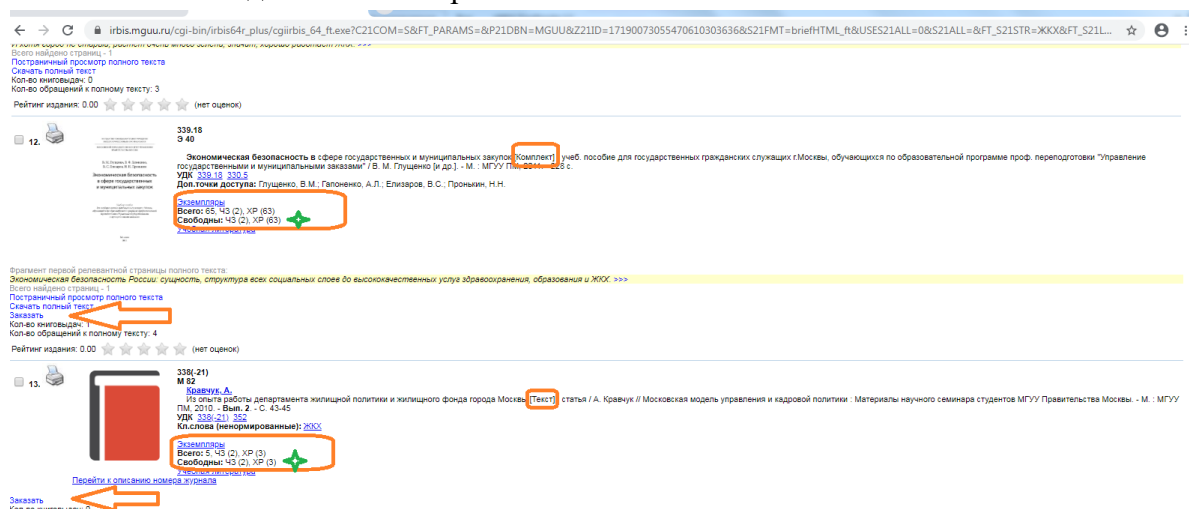 irbis.mguu.ru/cgi-bin/irbis64r_plus/cgiirbis_64_ft.exe?C21COM=S&FT_PARAMS=&P21DBN=MGUU&Z21ID=17190073055470610303636&S21FMT=briefHTML_ft&USES21ALL=0&S21ALL=&FT_S21STR=ЖКХ&FT_S21L...
Всего найдено страниц - 1
Постраничный просмотр полного текста
Скачать полный текст
Кол-во книговыдач: 0
Кол-во обращений к полному тексту: 3
Рейтинг издания: 0.00 (нет оценок)
12.
339.18
Э 40
Экономическая безопасность в сфере государственных и муниципальных закупок [Комплект] : учеб. пособие для государственных гражданских служащих г.Москвы, обучающихся по образовательной программе проф. переподготовки "Управление
государственными и муниципальными заказами" / В. М. Глущенко [и др.]. - М. : МГУУ ПМ,
УДК 339.18 330.5
Доп.точки доступа: Глущенко, В.М.; Гапоненко, А.Л.; Елизаров, В.С.; Пронькин, Н.Н.
Экземпляры
Всего: 65, ЧЗ (2), ХР (63)
Свободны: ЧЗ (2), ХР (63)
Учебная литература
Экономическая безопасность
в сфере государственных
и муниципальных закупок
Фрагмент первой релевантной страницы полного текста:
Экономическая безопасность России: сущность, структура всех социальных слоев до высококачественных услуг здравоохранения, образования и ЖКХ. >>>
Всего найдено страниц - 1
Постраничный просмотр полного текста
Скачать полный текст
Заказать
Кол-во книговыдач: 1
Кол-во обращений к полному тексту: 4
Рейтинг издания: 0.00 (нет оценок)
13.
338(-21)
М 82
Кравчук, А.
Из опыта работы департамента жилищной политики и жилищного фонда города Москвы [Текст] : статья / А. Кравчук // Московская модель управления и кадровой политики : Материалы научного семинара студентов МГУУ Правительства Москвы. - М. : МГУУ
ПМ, 2010. - Вып. 2. - С. 43-45
УДК 338(-21) 352
Кл.слова (ненормированные): ЖКХ
Экземпляры
Всего: 5, ЧЗ (2), ХР (3)
Свободны: ЧЗ (2), ХР (3)
Учебная литература
Перейти к описанию номера журнала
Заказать